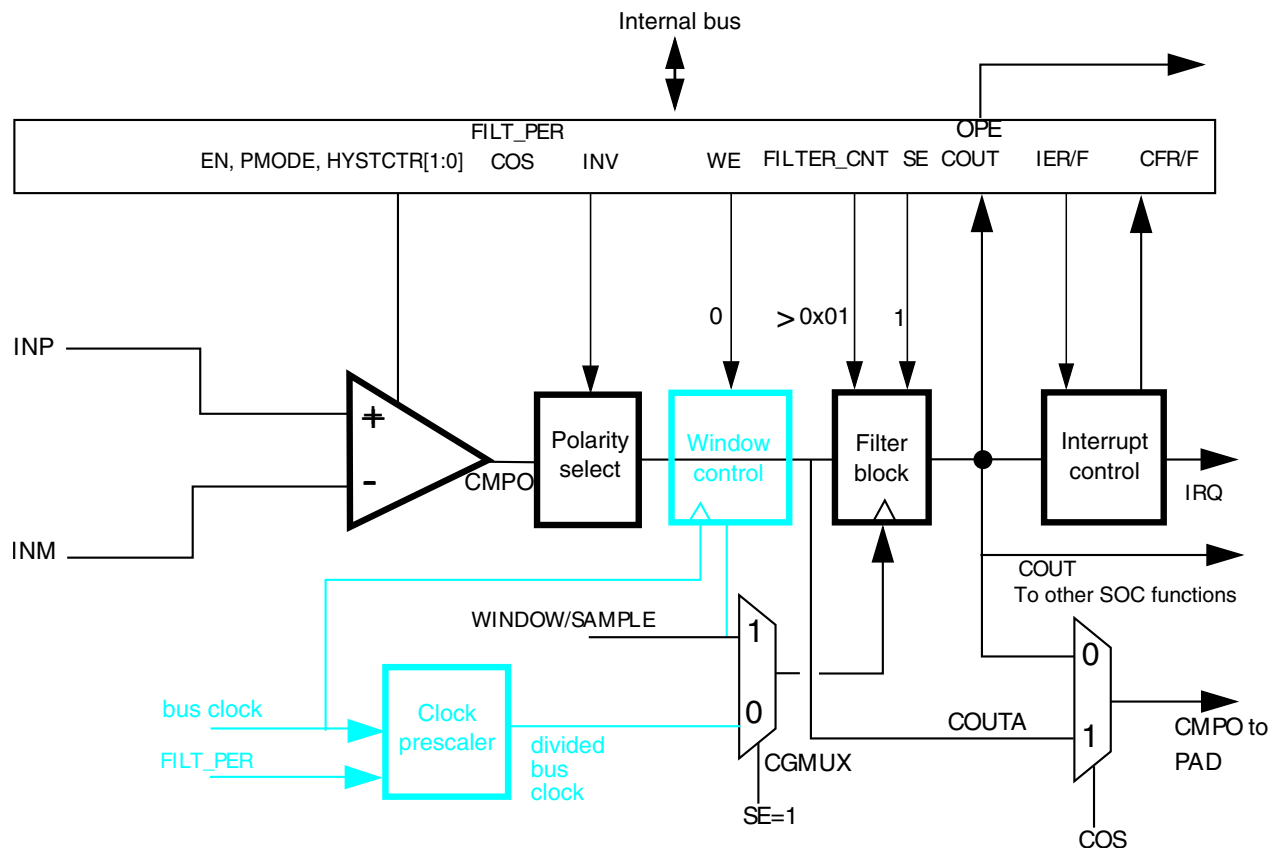 Internal bus
FILT_PER
OPE
EN, PMODE, HYSTCTR[1:0]
COS
INV
WE
FILTER_CNT
SE
COUT
IER/F
CFR/F
0
> 0x01
1
INP
+
-
INM
CMPO
Polarity
select
Window
control
Filter
block
Interrupt
control
IRQ
COUT
To other SOC functions
WINDOW/SAMPLE
1
0
bus clock
FILT_PER
Clock
prescaler
divided
bus
clock
CGMUX
SE=1
COUTA
0
1
CMPO to
PAD
COS